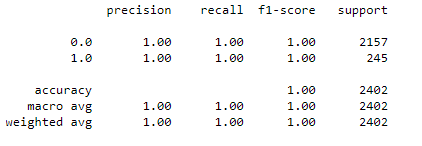 precision recall f1-score support
0.0 1.00 1.00 1.00 2157
1.0 1.00 1.00 1.00 245
accuracy 1.00 2402
macro avg 1.00 1.00 1.00 2402
weighted avg 1.00 1.00 1.00 2402